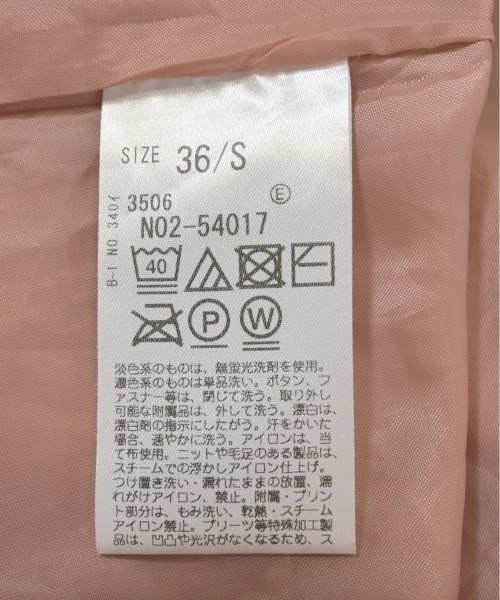 SIZE 36/S
B-I NO.3401
3506
Ⓔ
N02-54017
40
P W
淡色系のものは、無蛍光洗剤を使用。
濃色系のものは単品洗い。ボタン、フ
ァスナー等は、閉じて洗う。取り外し
可能な附属品は、外して洗う。漂白は、
漂白剤の指示にしたがう。汗をかいた
場合、速やかに洗う。アイロンは、当
て布使用。ニットや毛足のある製品は、
スチームでの浮かしアイロン仕上げ。
つけ置き洗い・濡れたままの放置、濡
れがけアイロン、禁止。附属・プリン
ト部分は、もみ洗い、乾熱・スチーム
アイロン禁止。プリーツ等特殊加工製
品は、凹凸や光沢がなくなるため、ス